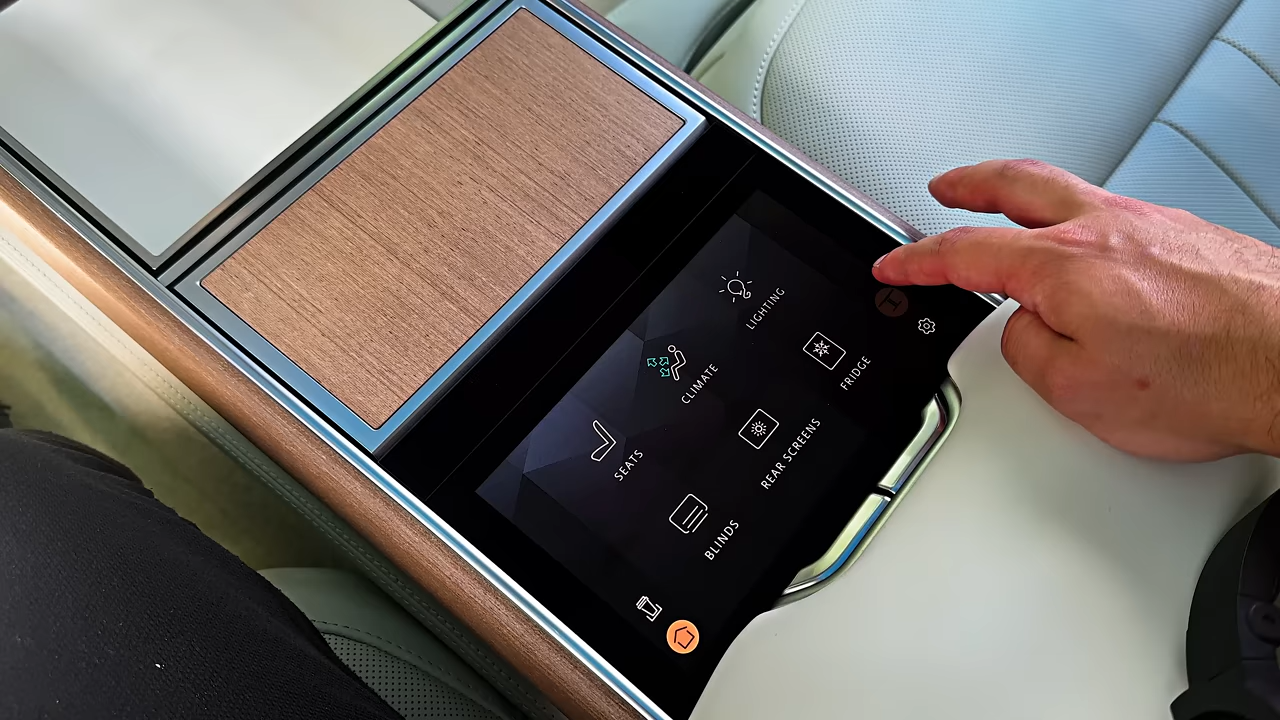 SEATS
CLIMATE
LIGHTING
BLINDS
REAR SCREENS
FRIDGE